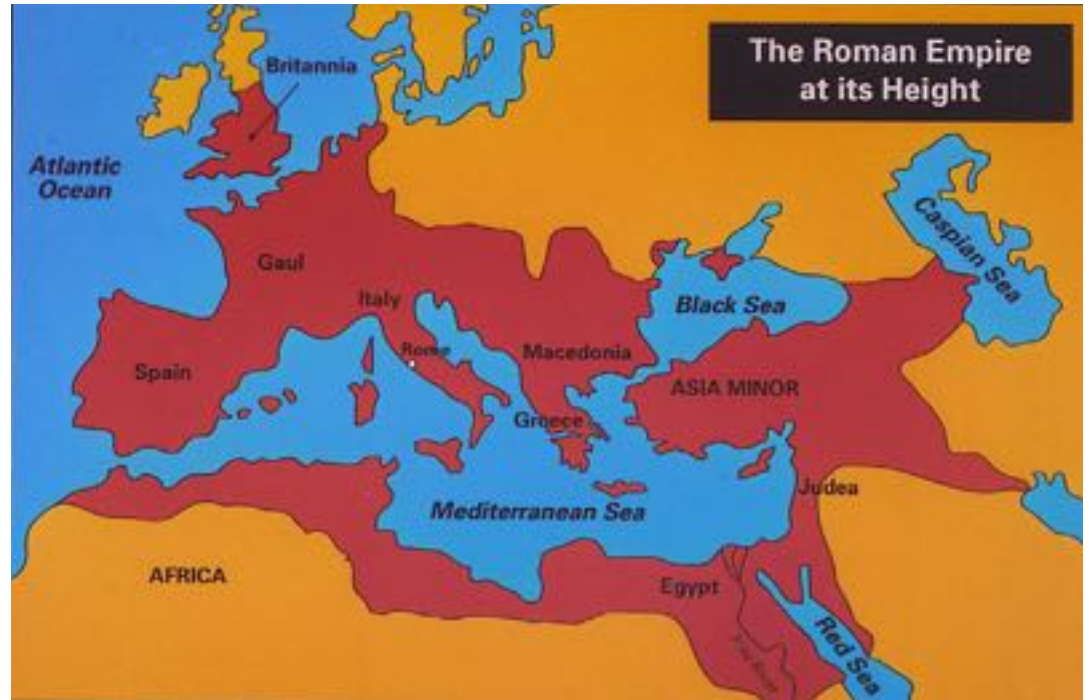 The Roman Empire
at its Height
Britannia
Atlantic
Ocean
Caspian Sea
Gaul
Italy
Black Sea
Rome
Macedonia
Spain
ASIA MINOR
Greece
Judea
Mediterranean Sea
AFRICA
Egypt
Red Sea